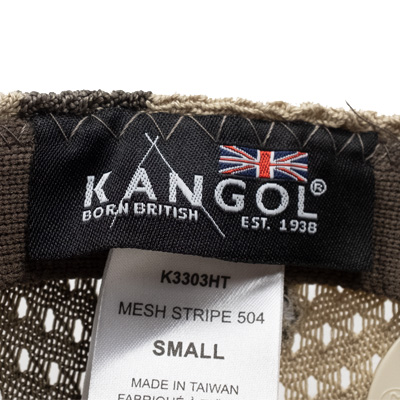 KANGOL®
BORN BRITISH EST. 1938
K3303HT
MESH STRIPE 504
SMALL
MADE IN TAIWAN